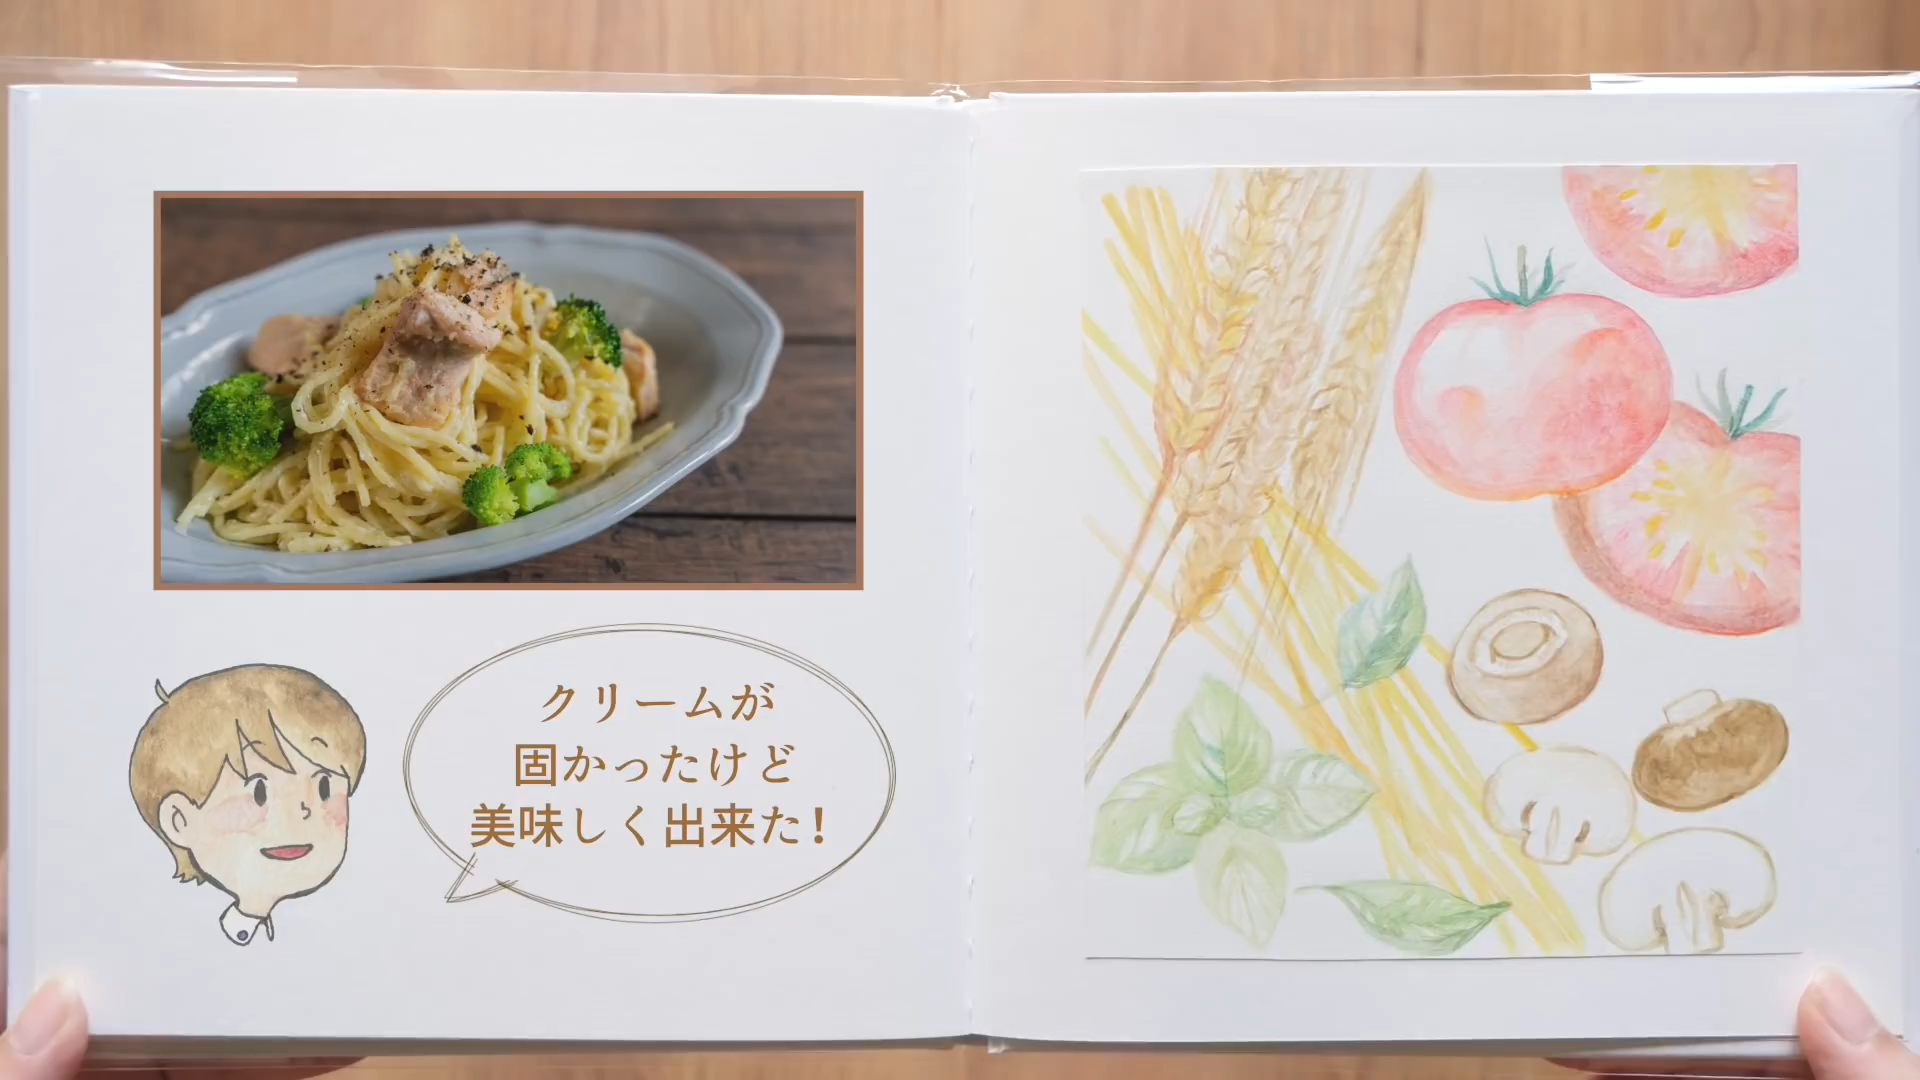 クリームが
固かったけど
美味しく出来た！